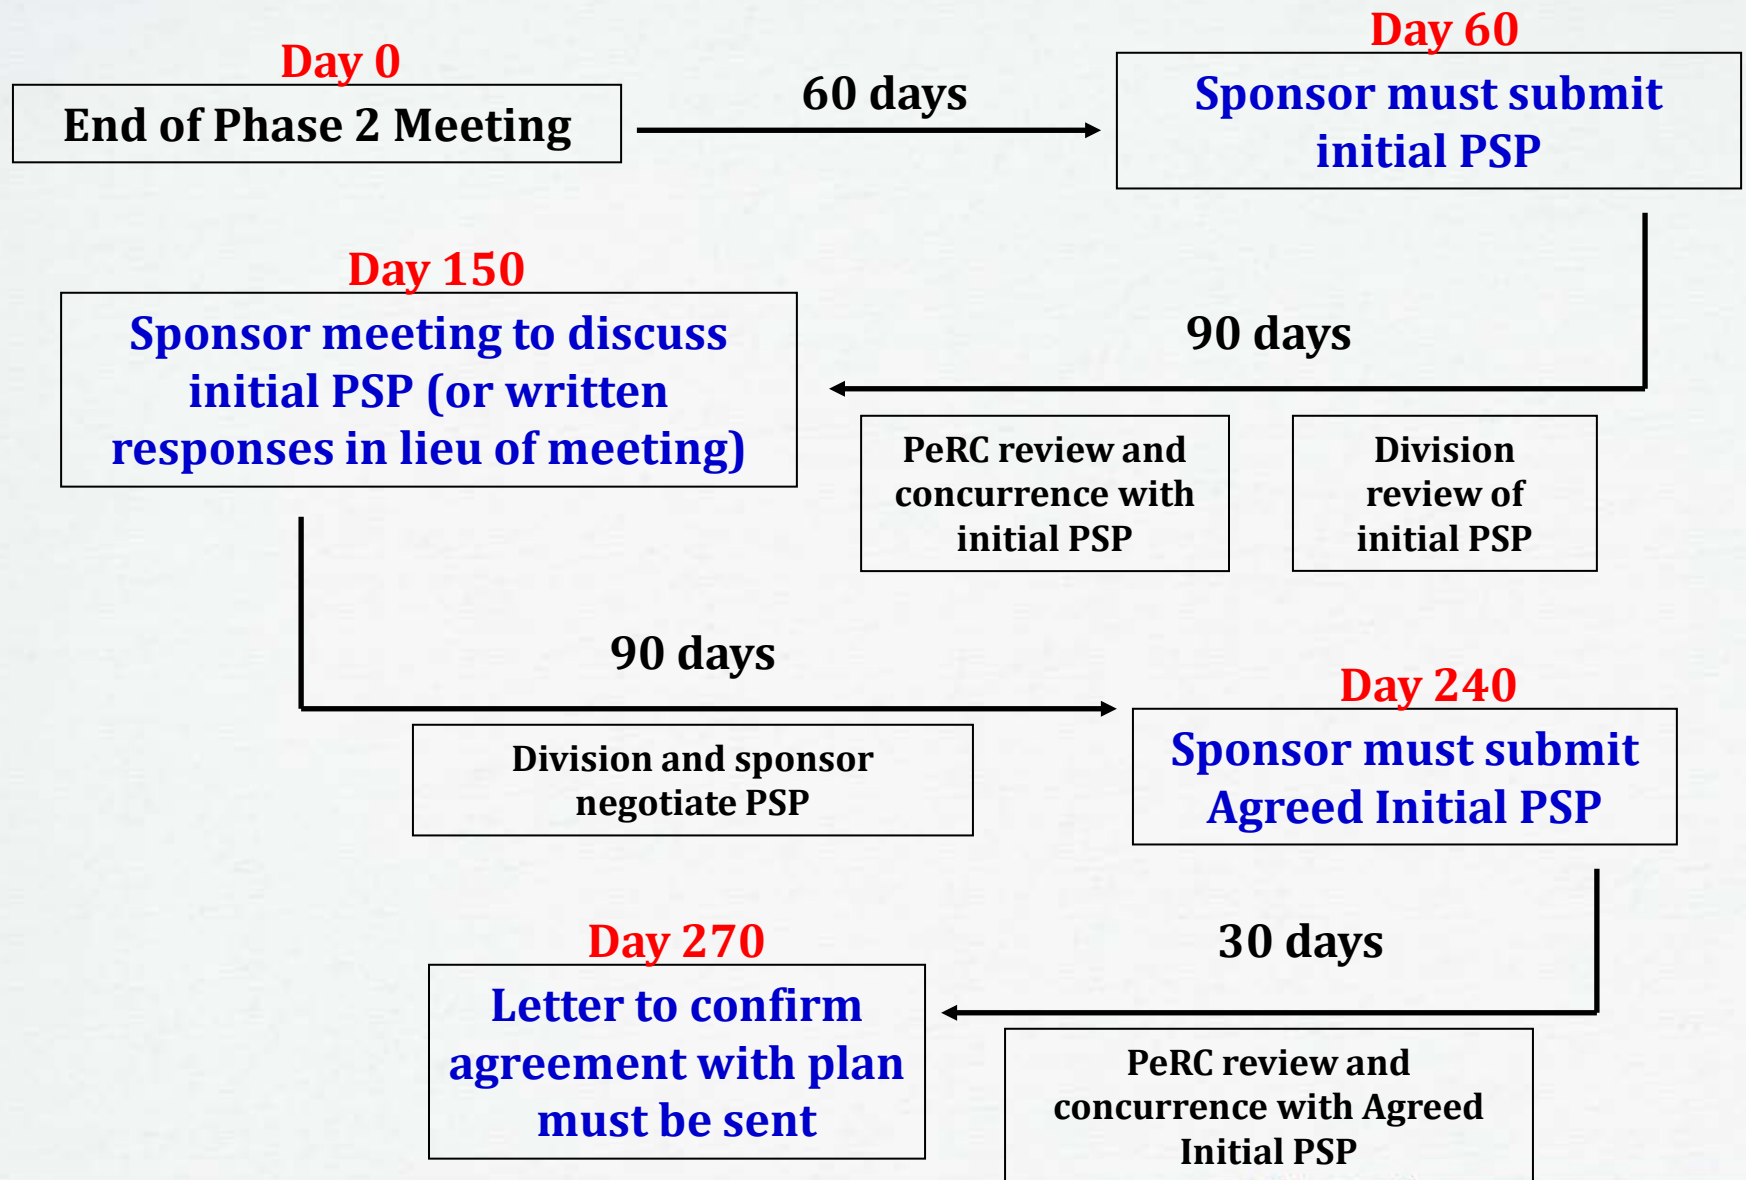 Day 0
End of Phase 2 Meeting
60 days
Day 60
Sponsor must submit
initial PSP
90 days
Division
review of
initial PSP
PeRC review and
concurrence with
initial PSP
Day 150
Sponsor meeting to discuss
initial PSP (or written
responses in lieu of meeting)
90 days
Division and sponsor
negotiate PSP
Day 240
Sponsor must submit
Agreed Initial PSP
30 days
PeRC review and
concurrence with Agreed
Initial PSP
Day 270
Letter to confirm
agreement with plan
must be sent